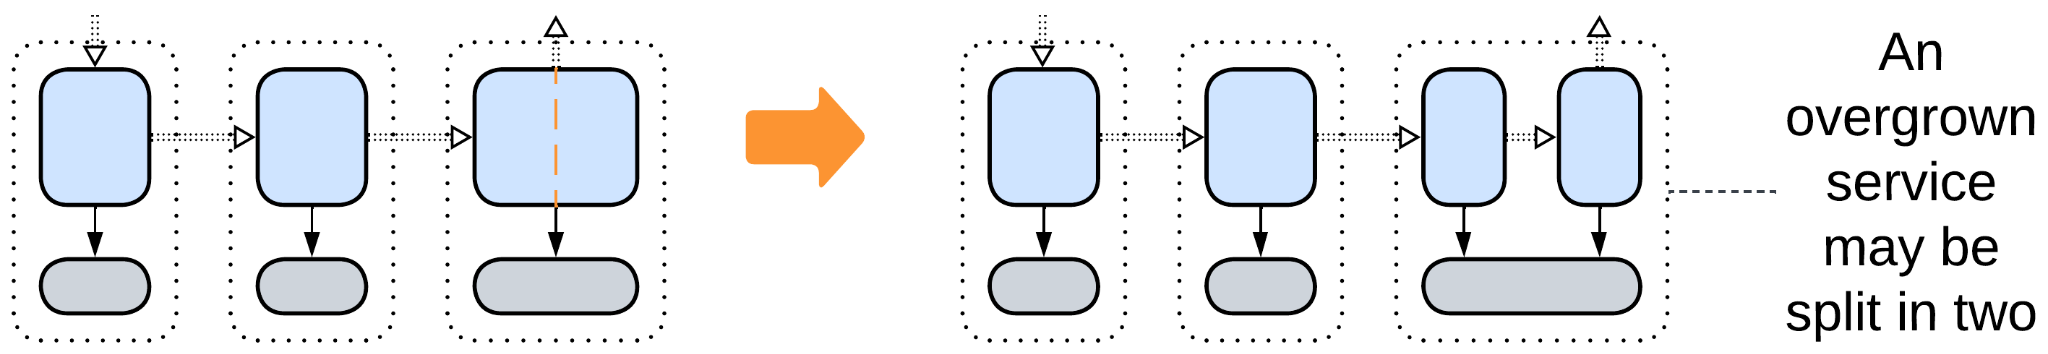 An
overgrown
service
may be
split in two